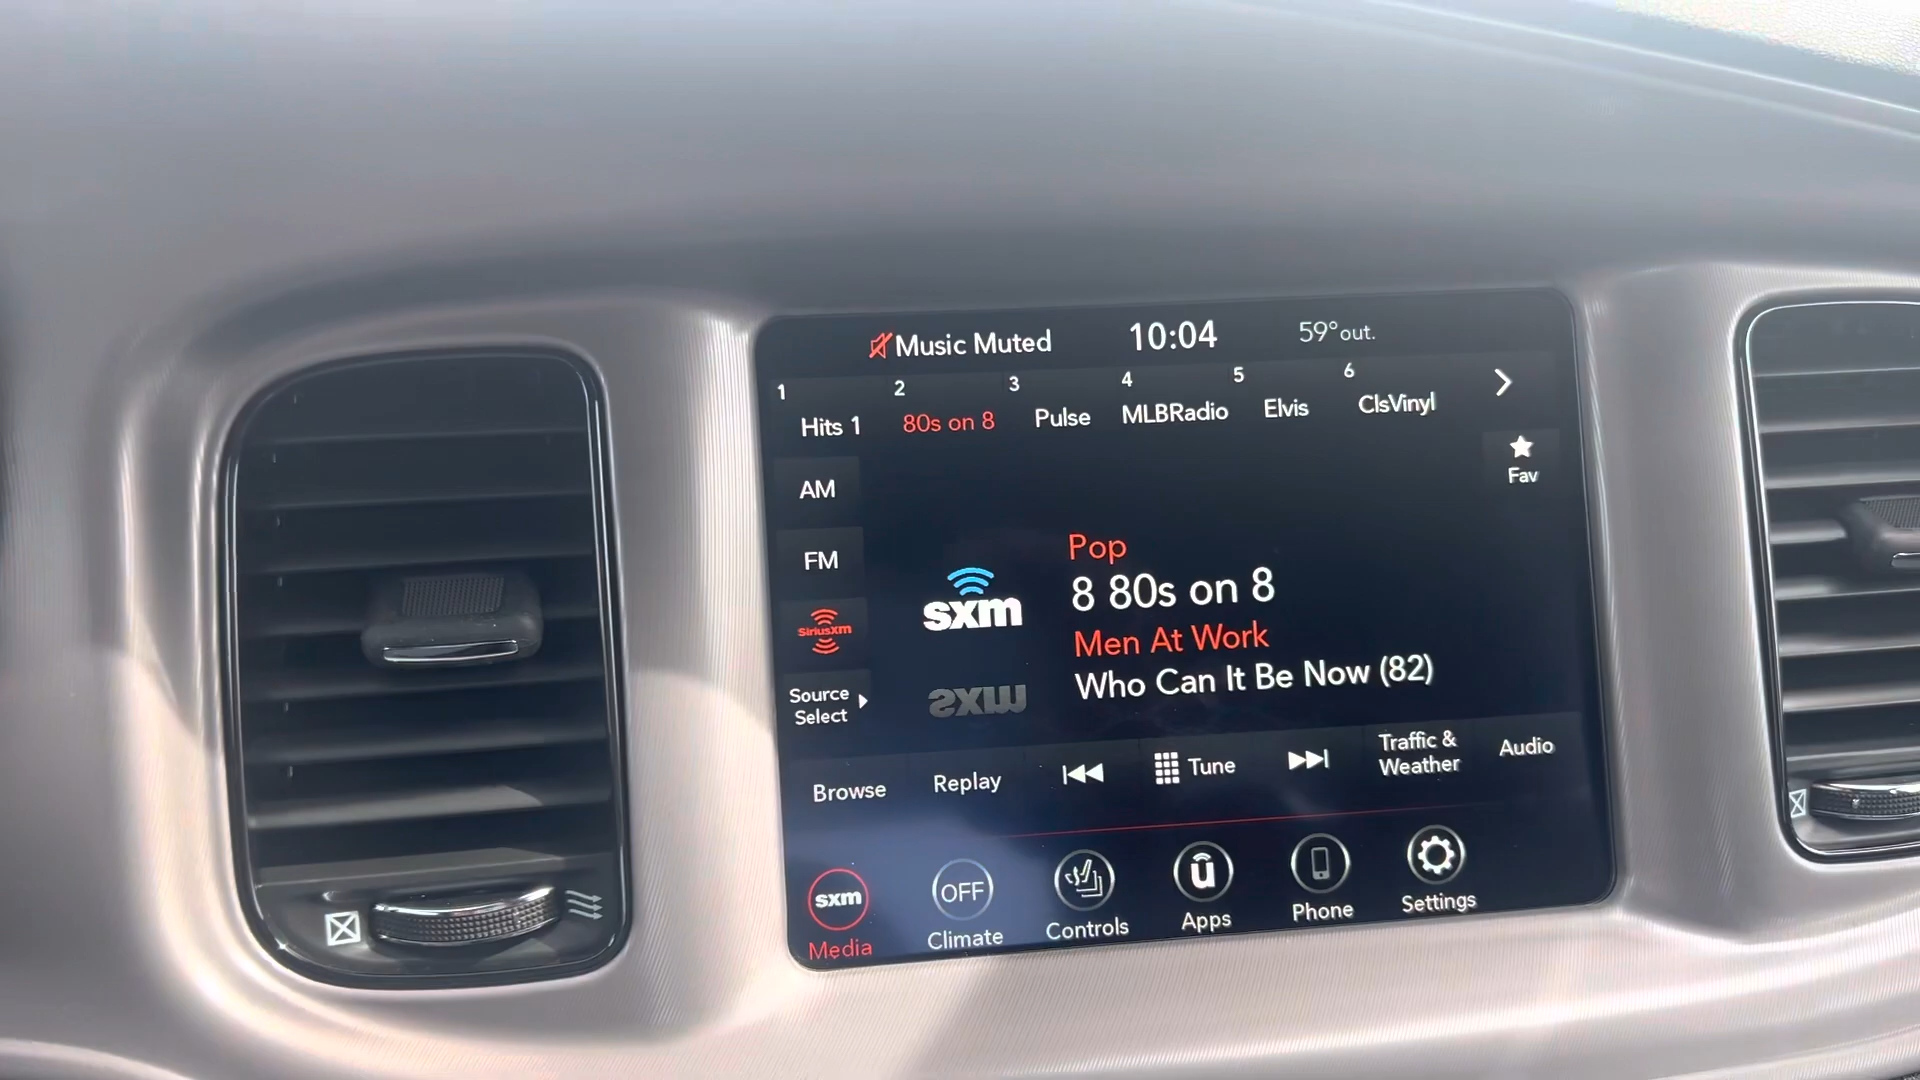 Music Muted 10:04 59°out.
1 2 3 4 5 6
Hits 1 80s on 8 Pulse MLBRadio Elvis ClsVinyl
Fav
AM
FM
SiriusXM
Source
Select
sxm
Pop
8 80s on 8
Men At Work
Who Can It Be Now (82)
Browse Replay Tune Traffic &
Weather Audio
sxm OFF
Media Climate Controls Apps Phone Settings